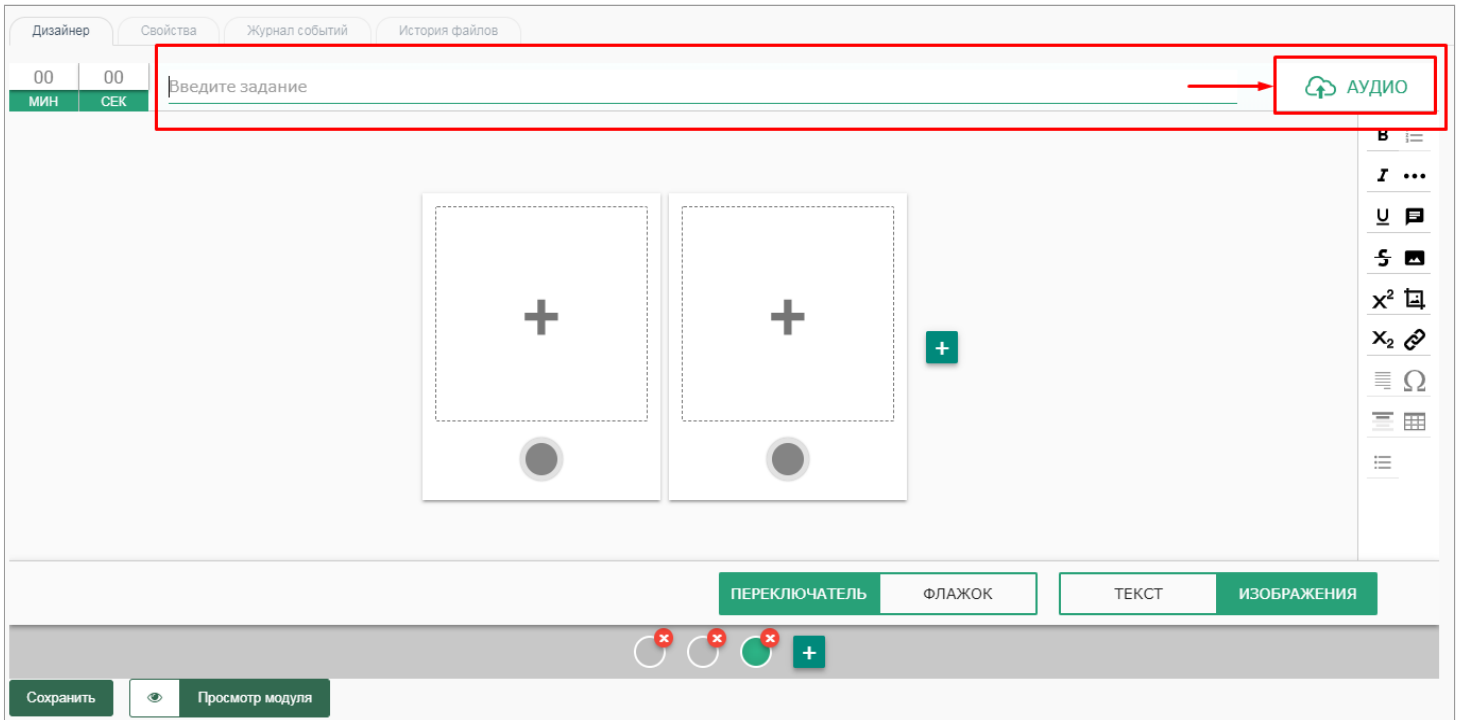 Дизайнер Свойства Журнал событий История файлов
00 00
МИН СЕК
Введите задание
АУДИО
B
I
U
S
X²
X₂
Ω
ПЕРЕКЛЮЧАТЕЛЬ ФЛАЖОК ТЕКСТ ИЗОБРАЖЕНИЯ
Сохранить Просмотр модуля